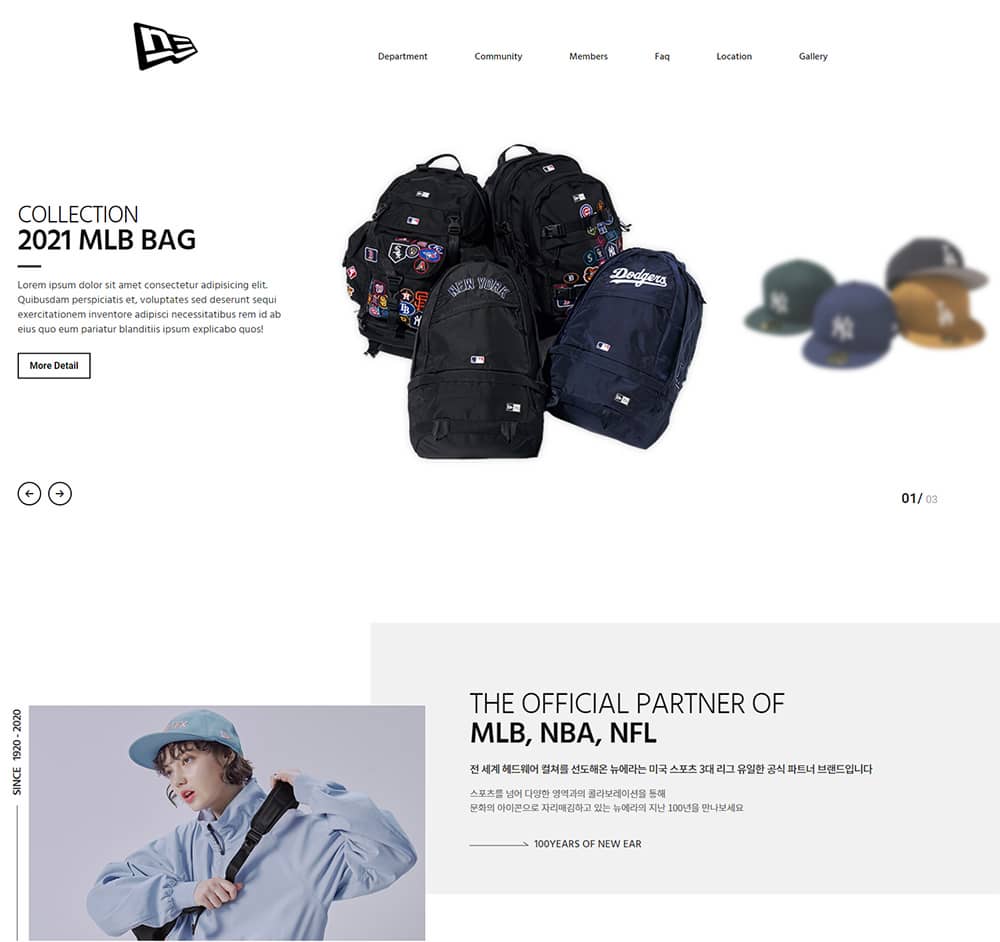 Department Community Members Faq Location Gallery
COLLECTION
2021 MLB BAG
Lorem ipsum dolor sit amet consectetur adipisicing elit.
Quibusdam perspiciatis et, voluptates sed deserunt sequi
exercitationem inventore adipisci necessitatibus rem id ab
eius quo eum pariatur blanditiis ipsum explicabo quos!
More Detail
NEW YORK
Dodgers
01/ 03
SINCE 1920 - 2020
THE OFFICIAL PARTNER OF
MLB, NBA, NFL
전 세계 헤드웨어 컬쳐를 선도해온 뉴에라는 미국 스포츠 3대 리그 유일한 공식 파트너 브랜드입니다
스포츠를 넘어 다양한 영역과의 콜라보레이션을 통해
문화의 아이콘으로 자리매김하고 있는 뉴에라의 지난 100년을 만나보세요
100YEARS OF NEW EAR